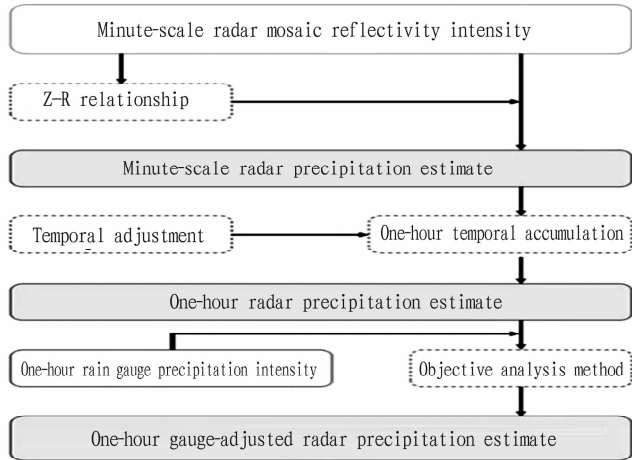 Minute-scale radar mosaic reflectivity intensity
Z-R relationship
Minute-scale radar precipitation estimate
Temporal adjustment
One-hour temporal accumulation
One-hour radar precipitation estimate
One-hour rain gauge precipitation intensity
Objective analysis method
One-hour gauge-adjusted radar precipitation estimate